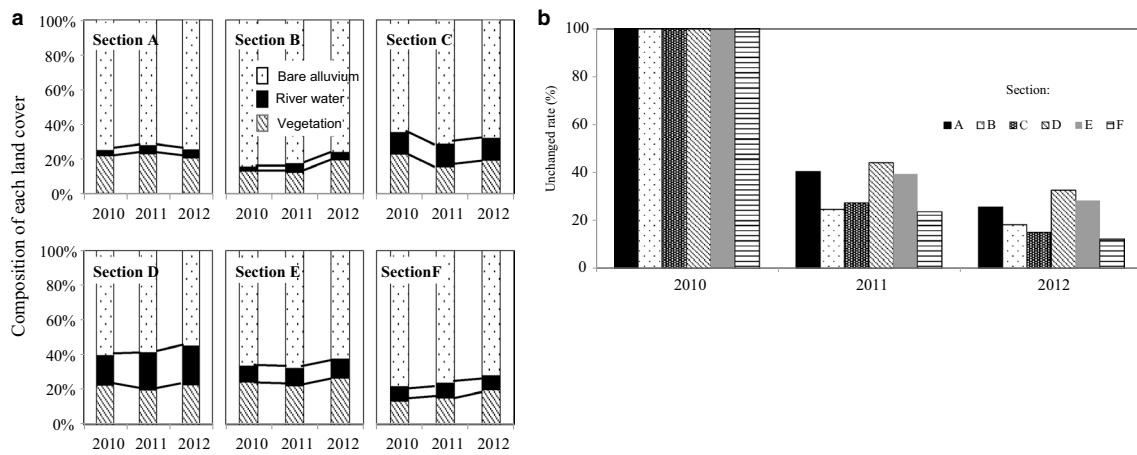 a
Composition of each land cover
100%
80%
60%
40%
20%
0%
Section A
2010 2011 2012
Section B
Bare alluvium
River water
Vegetation
2010 2011 2012
Section C
2010 2011 2012
100%
80%
60%
40%
20%
0%
Section D
2010 2011 2012
Section E
2010 2011 2012
SectionF
2010 2011 2012
b
Unchanged rate (%)
100
80
60
40
20
0
Section:
A B C D E F
2010 2011 2012